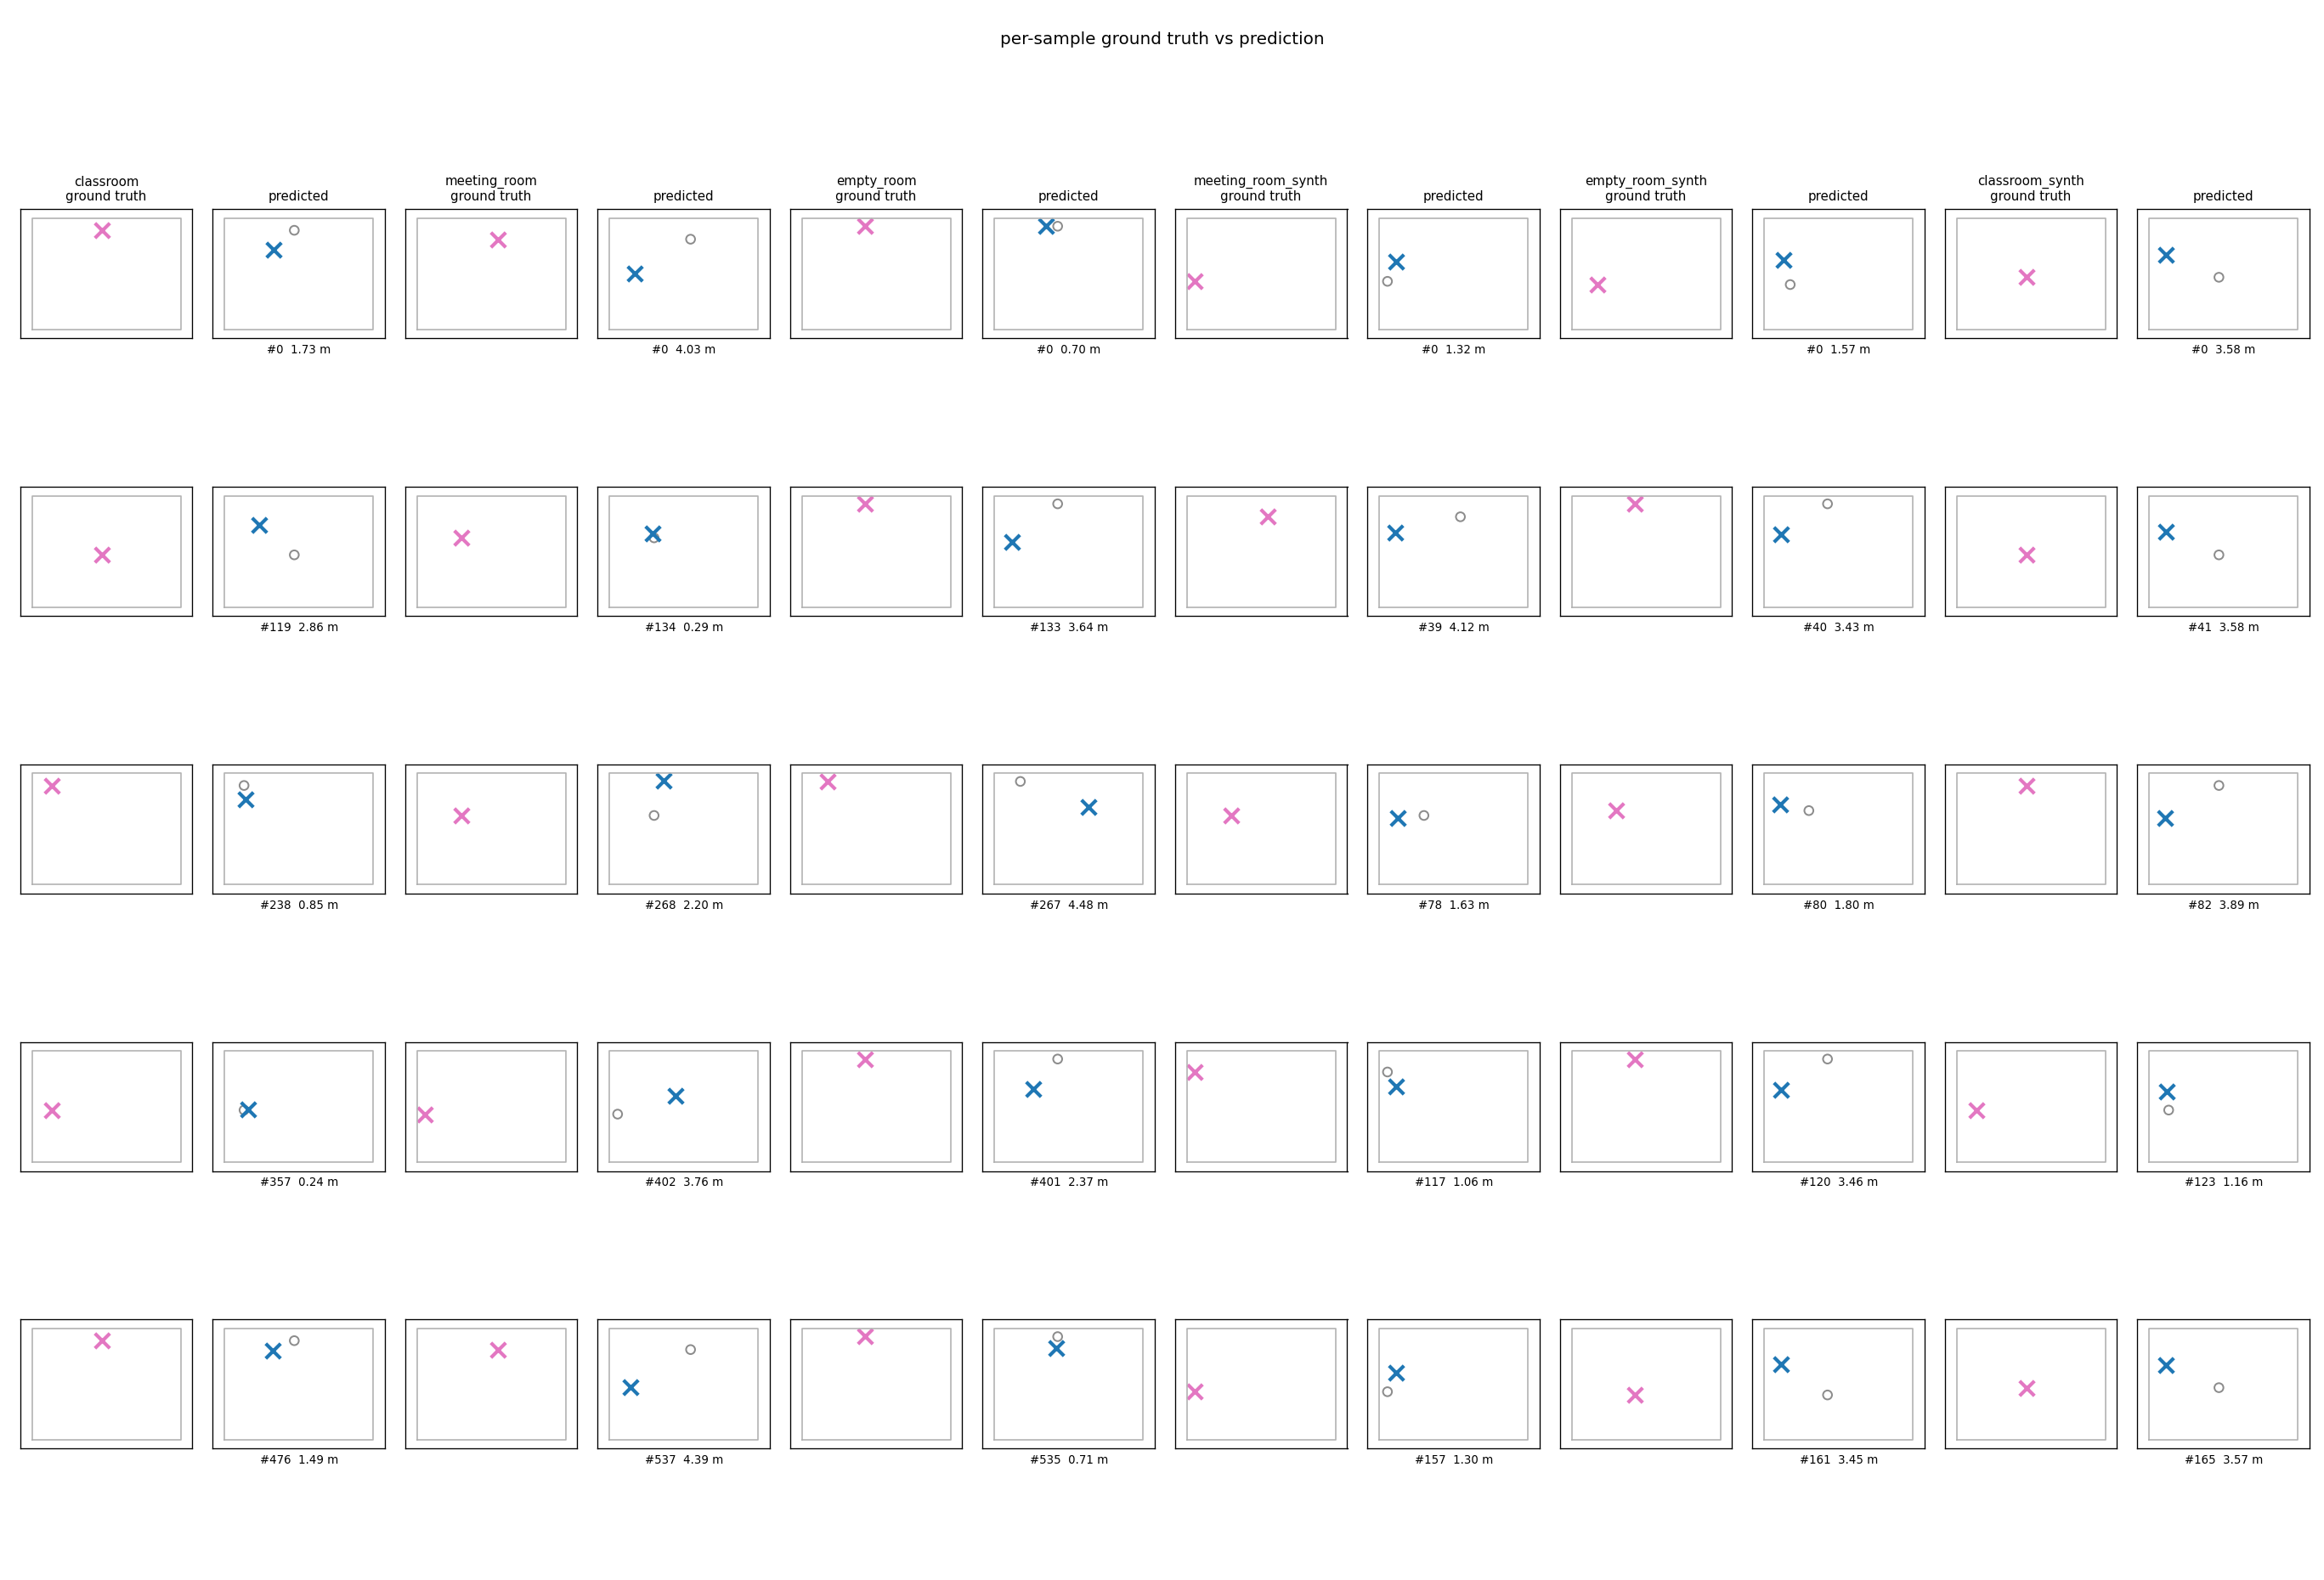 per-sample ground truth vs prediction
classroom
ground truth
predicted
meeting_room
ground truth
predicted
empty_room
ground truth
predicted
meeting_room_synth
ground truth
predicted
empty_room_synth
ground truth
predicted
classroom_synth
ground truth
predicted
#0  1.73 m
#0  4.03 m
#0  0.70 m
#0  1.32 m
#0  1.57 m
#0  3.58 m
#119  2.86 m
#134  0.29 m
#133  3.64 m
#39  4.12 m
#40  3.43 m
#41  3.58 m
#238  0.85 m
#268  2.20 m
#267  4.48 m
#78  1.63 m
#80  1.80 m
#82  3.89 m
#357  0.24 m
#402  3.76 m
#401  2.37 m
#117  1.06 m
#120  3.46 m
#123  1.16 m
#476  1.49 m
#537  4.39 m
#535  0.71 m
#157  1.30 m
#161  3.45 m
#165  3.57 m